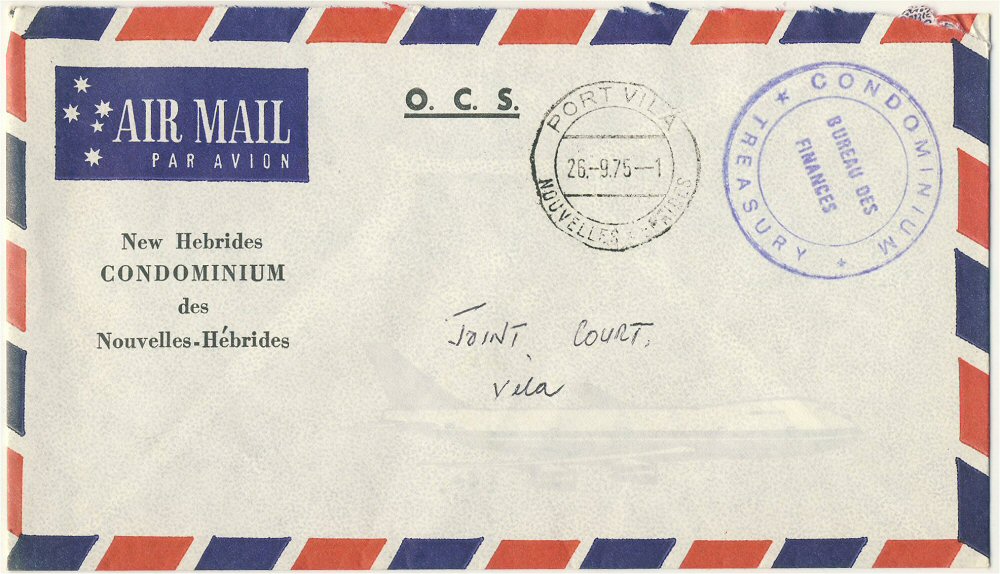 AIR MAIL
PAR AVION
O. C. S.
PORT VILA
26.-9.75--1
NOUVELLES HEBRIDES
CONDOMINIUM
TREASURY
BUREAU DES
FINANCES
New Hebrides
CONDOMINIUM
des
Nouvelles-Hébrides
JOINT COURT,
Vila